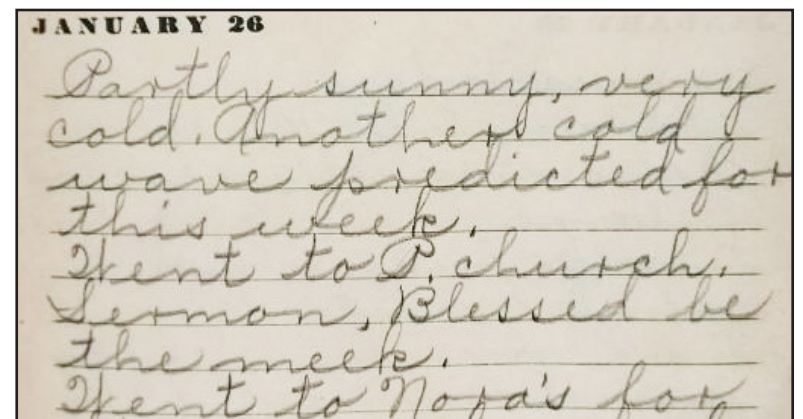 JANUARY 26
Partly sunny, very
cold. Another cold
wave predicted for
this week.
Went to P. church.
Sermon, Blessed be
the meek.
Went to Nora's for